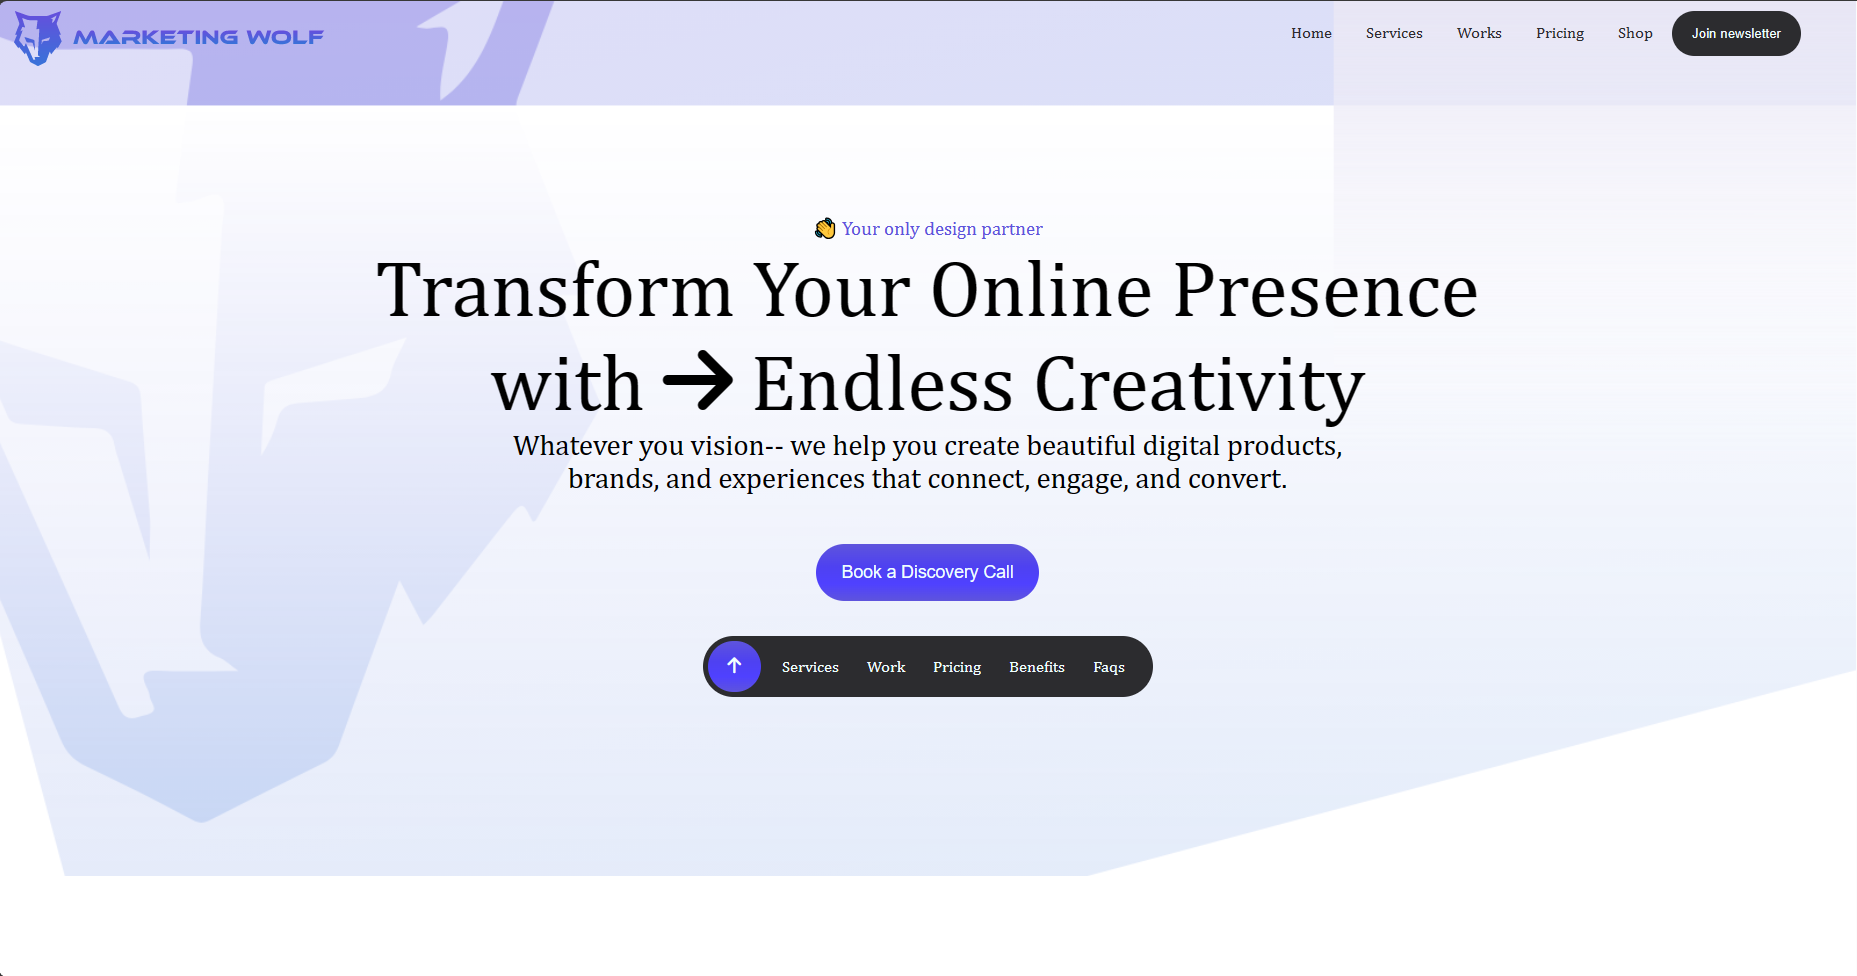 MARKETING WOLF
Home Services Works Pricing Shop Join newsletter
👋 Your only design partner
Transform Your Online Presence
with → Endless Creativity
Whatever you vision-- we help you create beautiful digital products,
brands, and experiences that connect, engage, and convert.
Book a Discovery Call
↑ Services Work Pricing Benefits Faqs